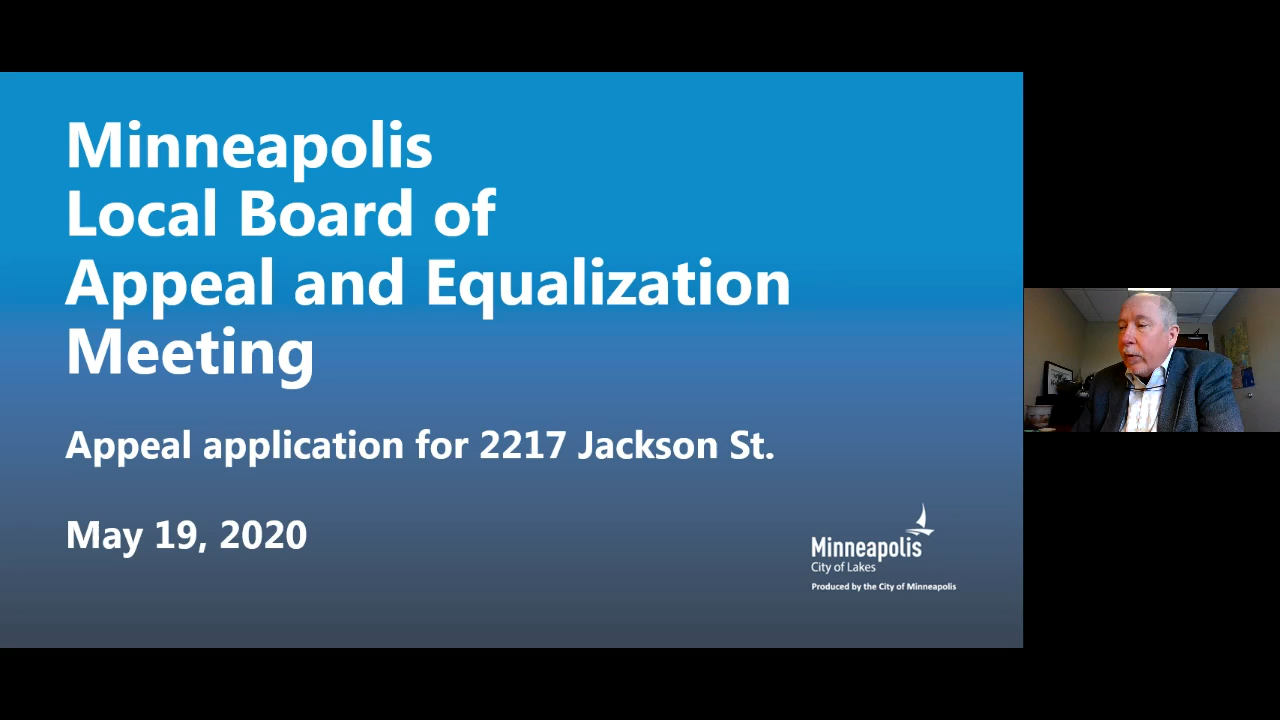 Minneapolis
Local Board of
Appeal and Equalization
Meeting
Appeal application for 2217 Jackson St.
May 19, 2020
Minneapolis
City of Lakes
Produced by the City of Minneapolis